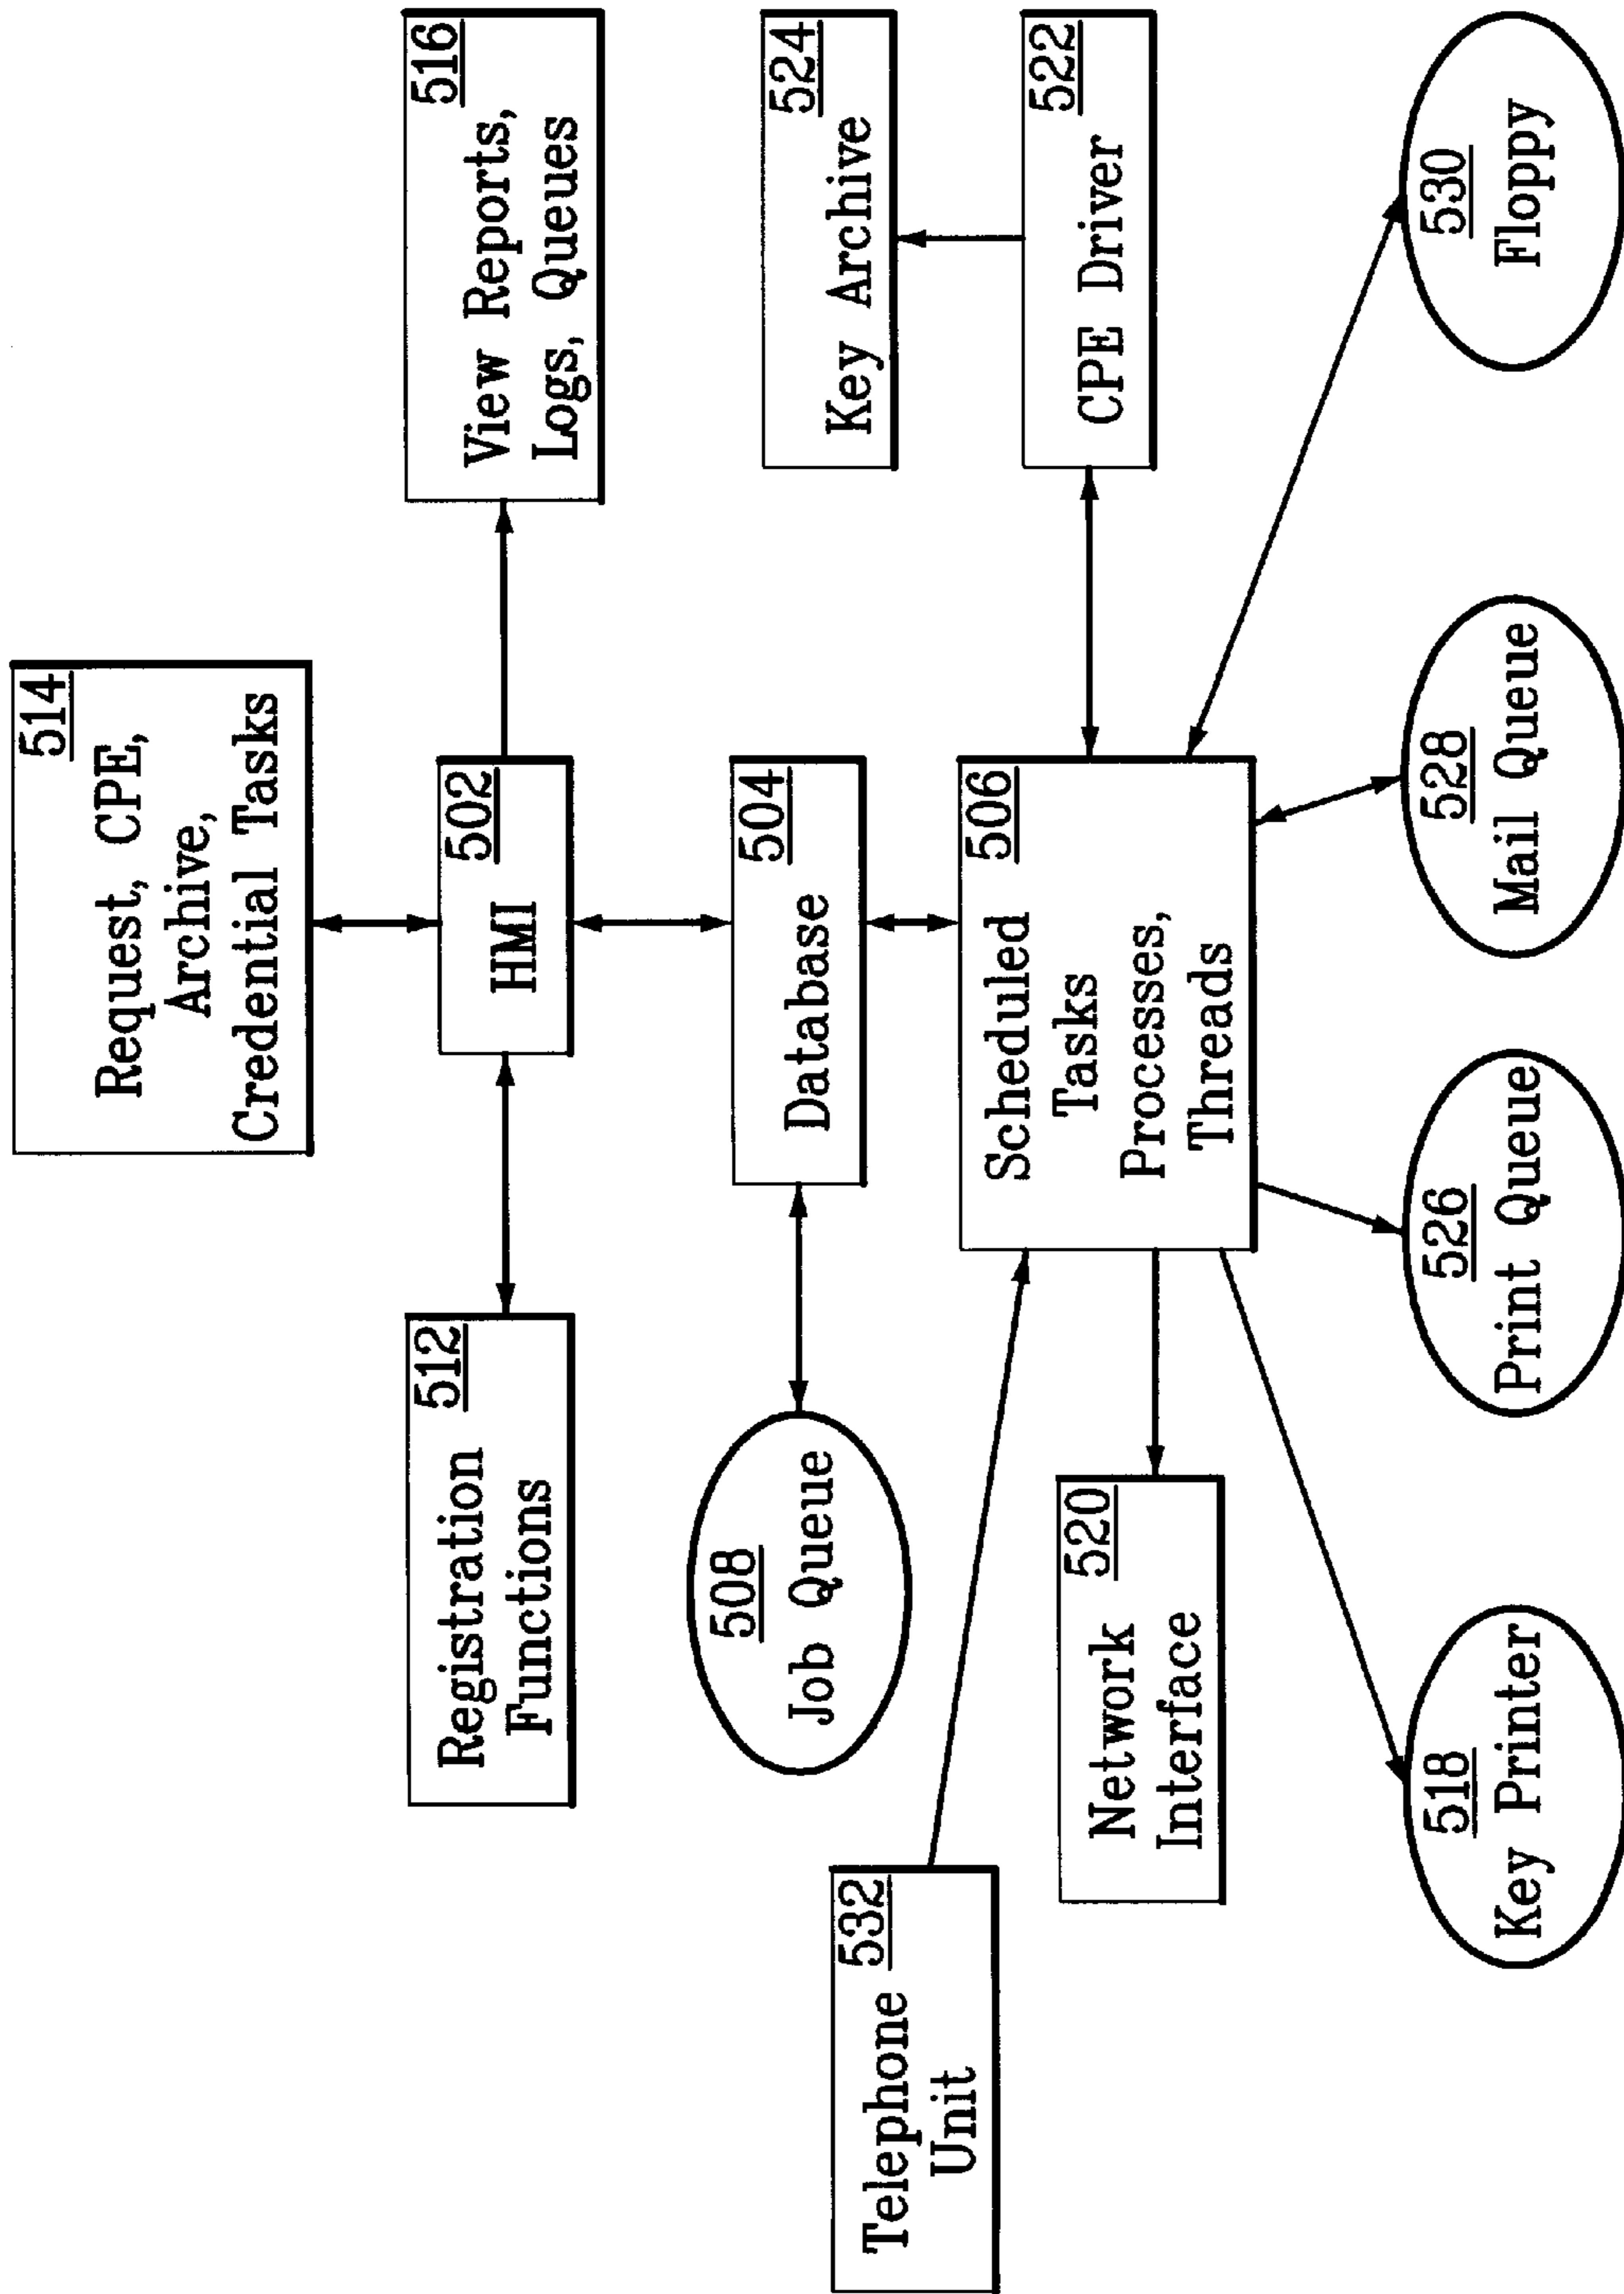 514
Request, CPE,
Archive,
Credential Tasks
512
Registration
Functions
502
HMI
516
View Reports,
Logs, Queues
508
Job Queue
504
Database
524
Key Archive
532
Telephone
Unit
506
Scheduled
Tasks
Processes,
Threads
522
CPE Driver
520
Network
Interface
518
Key Printer
526
Print Queue
528
Mail Queue
530
Floppy